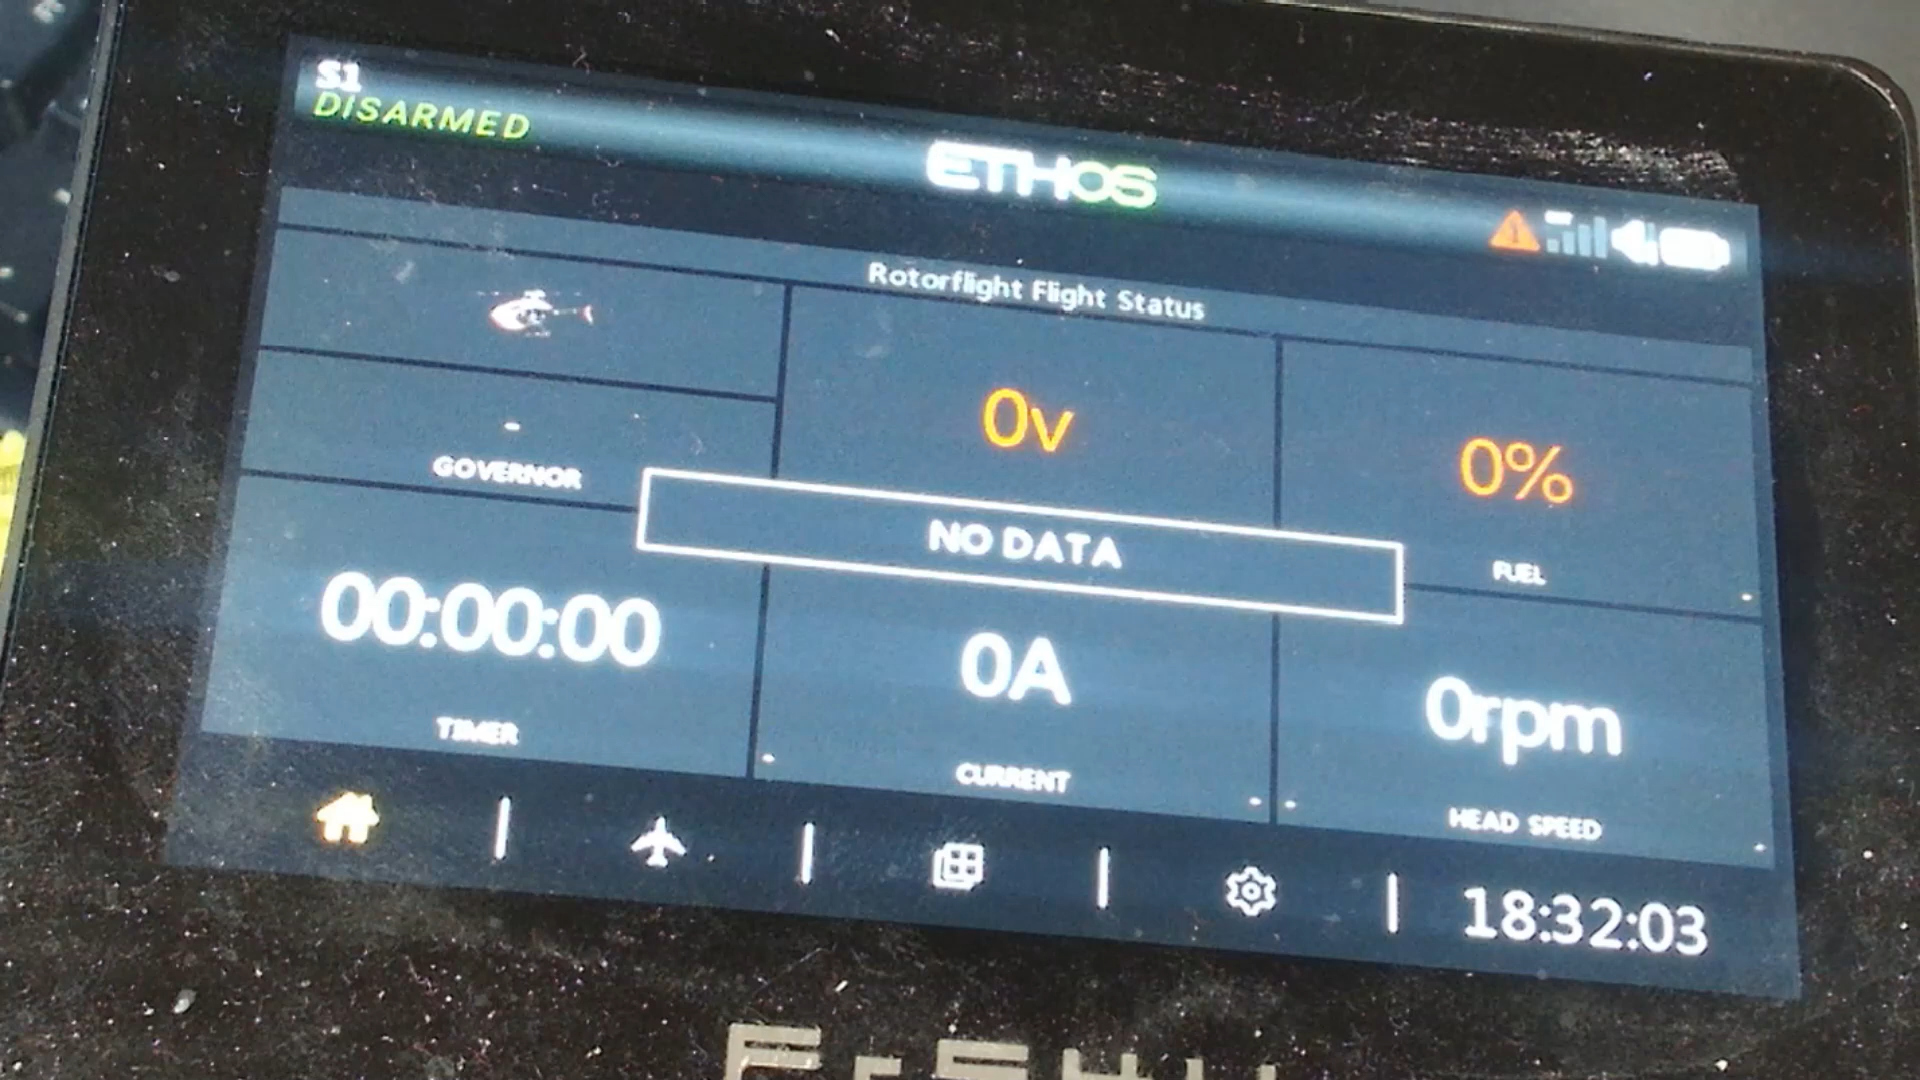 S1
DISARMED
ETHOS
Rotorflight Flight Status
-
GOVERNOR
0v
0%
FUEL
-
NO DATA
00:00:00
TIMER
0A
-
CURRENT
-
0rpm
-
HEAD SPEED
-
18:32:03
FrSky